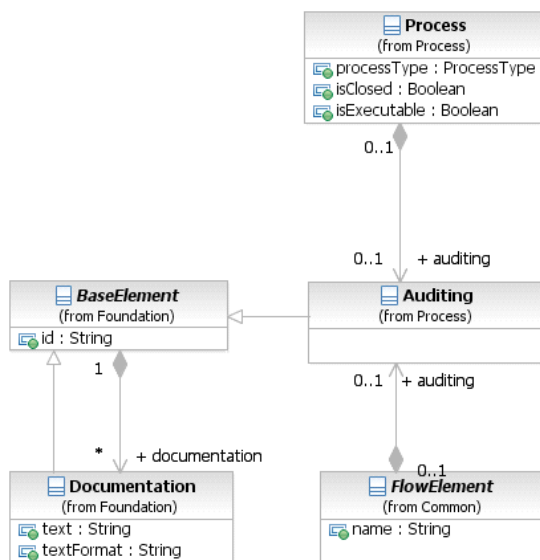 Process
(from Process)
processType : ProcessType
isClosed : Boolean
isExecutable : Boolean
0..1
0..1 + auditing
BaseElement
(from Foundation)
id : String
Auditing
(from Process)
1
0..1 + auditing
* + documentation
0..1
Documentation
(from Foundation)
text : String
textFormat : String
FlowElement
(from Common)
name : String